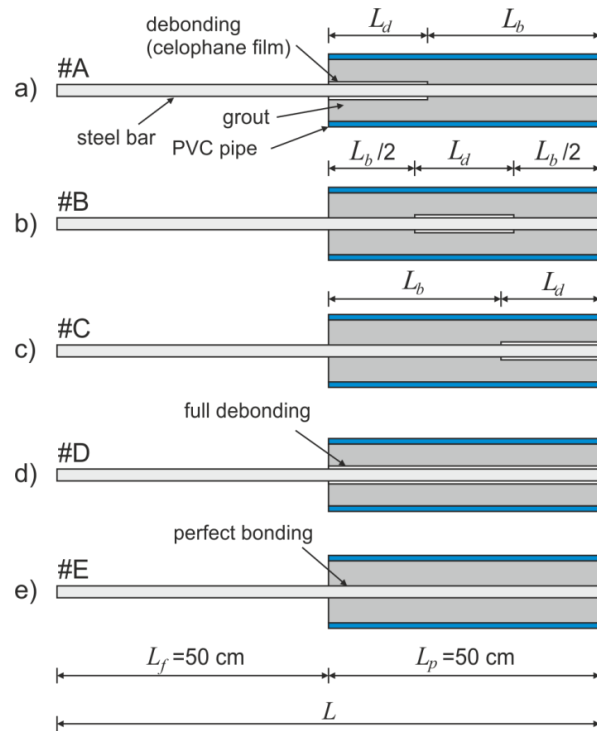 L_d L_b
debonding
(celophane film)
#A
a)
grout
steel bar
PVC pipe
L_b/2 L_d L_b/2
#B
b)
L_b L_d
#C
c)
full debonding
#D
d)
perfect bonding
#E
e)
L_f =50 cm L_p =50 cm
L